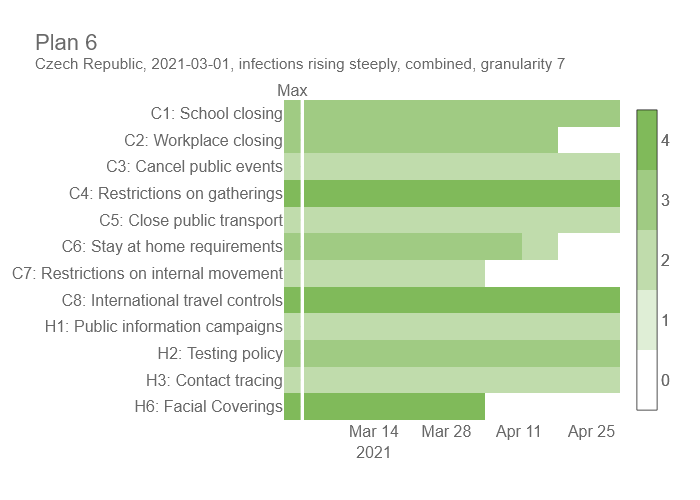 Plan 6
Czech Republic, 2021-03-01, infections rising steeply, combined, granularity 7
Max
C1: School closing
C2: Workplace closing
C3: Cancel public events
C4: Restrictions on gatherings
C5: Close public transport
C6: Stay at home requirements
C7: Restrictions on internal movement
C8: International travel controls
H1: Public information campaigns
H2: Testing policy
H3: Contact tracing
H6: Facial Coverings
Mar 14 Mar 28 Apr 11 Apr 25
2021
4
3
2
1
0